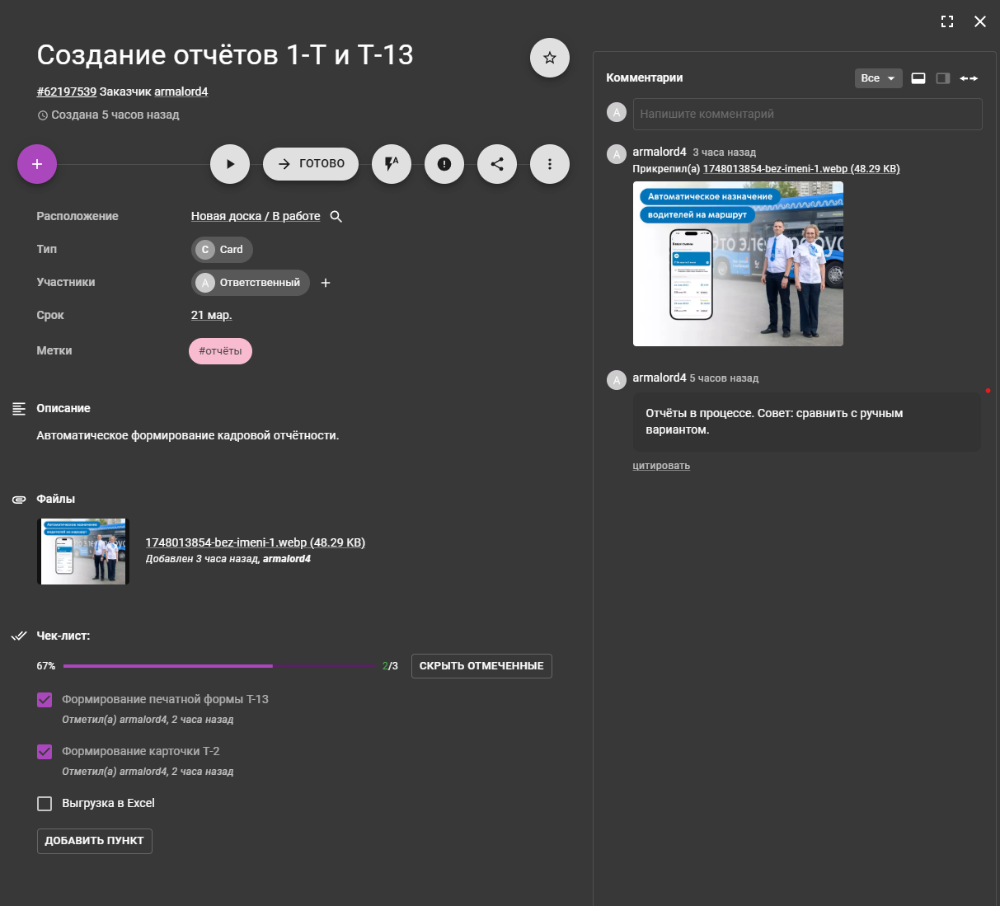 Создание отчётов 1-Т и Т-13
#62197539 Заказчик armalord4
Создана 5 часов назад
ГОТОВО
A
Расположение
Новая доска / В работе
Тип
C Card
Участники
A Ответственный
Срок
21 мар.
Метки
#отчёты
Описание
Автоматическое формирование кадровой отчётности.
Файлы
Автоматическое назначение
водителей на маршрут
1748013854-bez-imeni-1.webp (48.29 KB)
Добавлен 3 часа назад, armalord4
Чек-лист:
67%
2/3
СКРЫТЬ ОТМЕЧЕННЫЕ
Формирование печатной формы Т-13
Отметил(а) armalord4, 2 часа назад
Формирование карточки Т-2
Отметил(а) armalord4, 2 часа назад
Выгрузка в Excel
ДОБАВИТЬ ПУНКТ
Комментарии
Все
A
Напишите комментарий
A
armalord4 3 часа назад
Прикрепил(а) 1748013854-bez-imeni-1.webp (48.29 KB)
Автоматическое назначение
водителей на маршрут
A
armalord4 5 часов назад
Отчёты в процессе. Совет: сравнить с ручным
вариантом.
цитировать